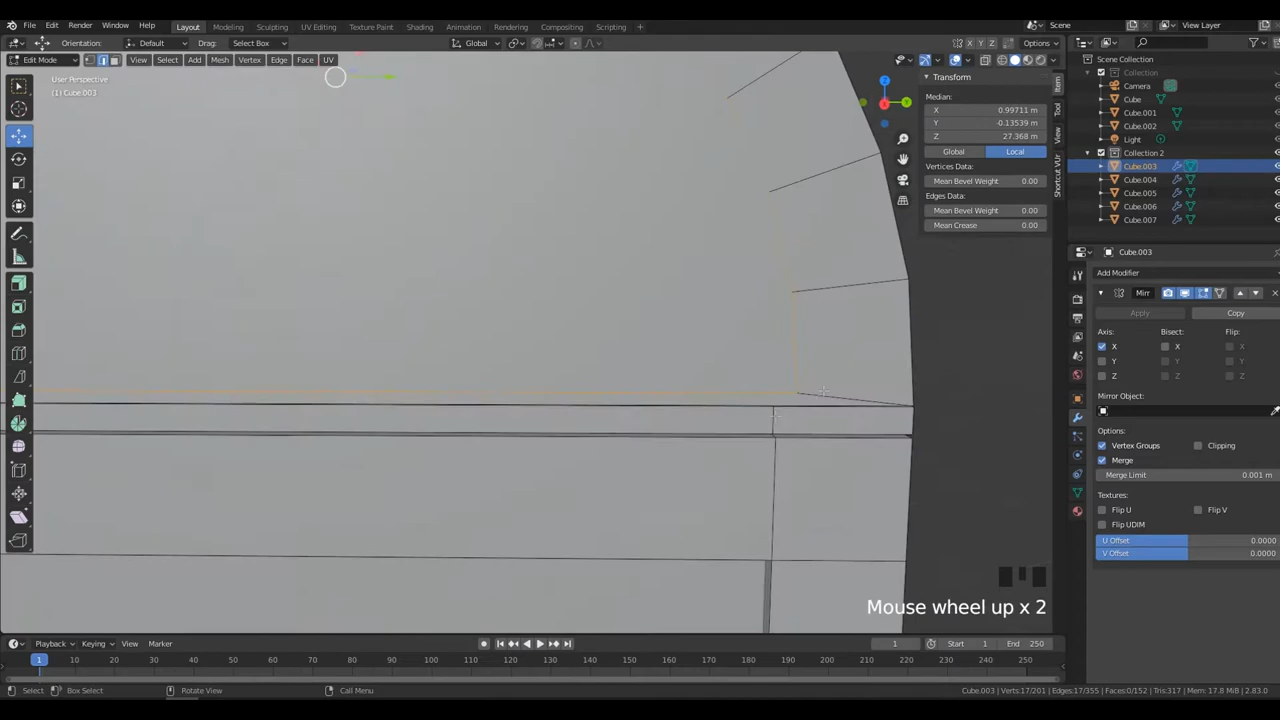 File Edit Render Window Help Layout Modeling Sculpting UV Editing Texture Paint Shading Animation Rendering Compositing Scripting + Scene View Layer
Orientation: Default Drag: Select Box Global X Y Z Options
Edit Mode View Select Add Mesh Vertex Edge Face UV
User Perspective
(1) Cube.003
Transform
Median:
X 0.99711 m
Y -0.13539 m
Z 27.368 m
Global Local
Vertices Data:
Mean Bevel Weight 0.00
Edges Data:
Mean Bevel Weight 0.00
Mean Crease 0.00
Item
Tool
View
Shortcut VUr
Z
Y
X
Scene Collection
Collection
Camera
Cube
Cube.001
Cube.002
Light
Collection 2
Cube.003
Cube.004
Cube.005
Cube.006
Cube.007
Cube.003
Add Modifier
Mirr
Apply Copy
Axis: Bisect: Flip:
X X X
Y Y Y
Z Z Z
Mirror Object:
Options:
Vertex Groups Clipping
Merge
Merge Limit 0.001 m
Textures:
Flip U Flip V
Flip UDIM
U Offset 0.0000
V Offset 0.0000
Mouse wheel up x 2
Playback Keying View Marker 1 Start 1 End 250
1 10 20 30 40 50 60 70 80 90 100 110 120 130 140 150 160 170 180 190 200 210 220 230 240 250
Select Box Select Rotate View Call Menu Cube.003 | Verts:17/201 | Edges:17/355 | Faces:0/152 | Tris:317 | Mem: 17.8 MiB | 2.83.0